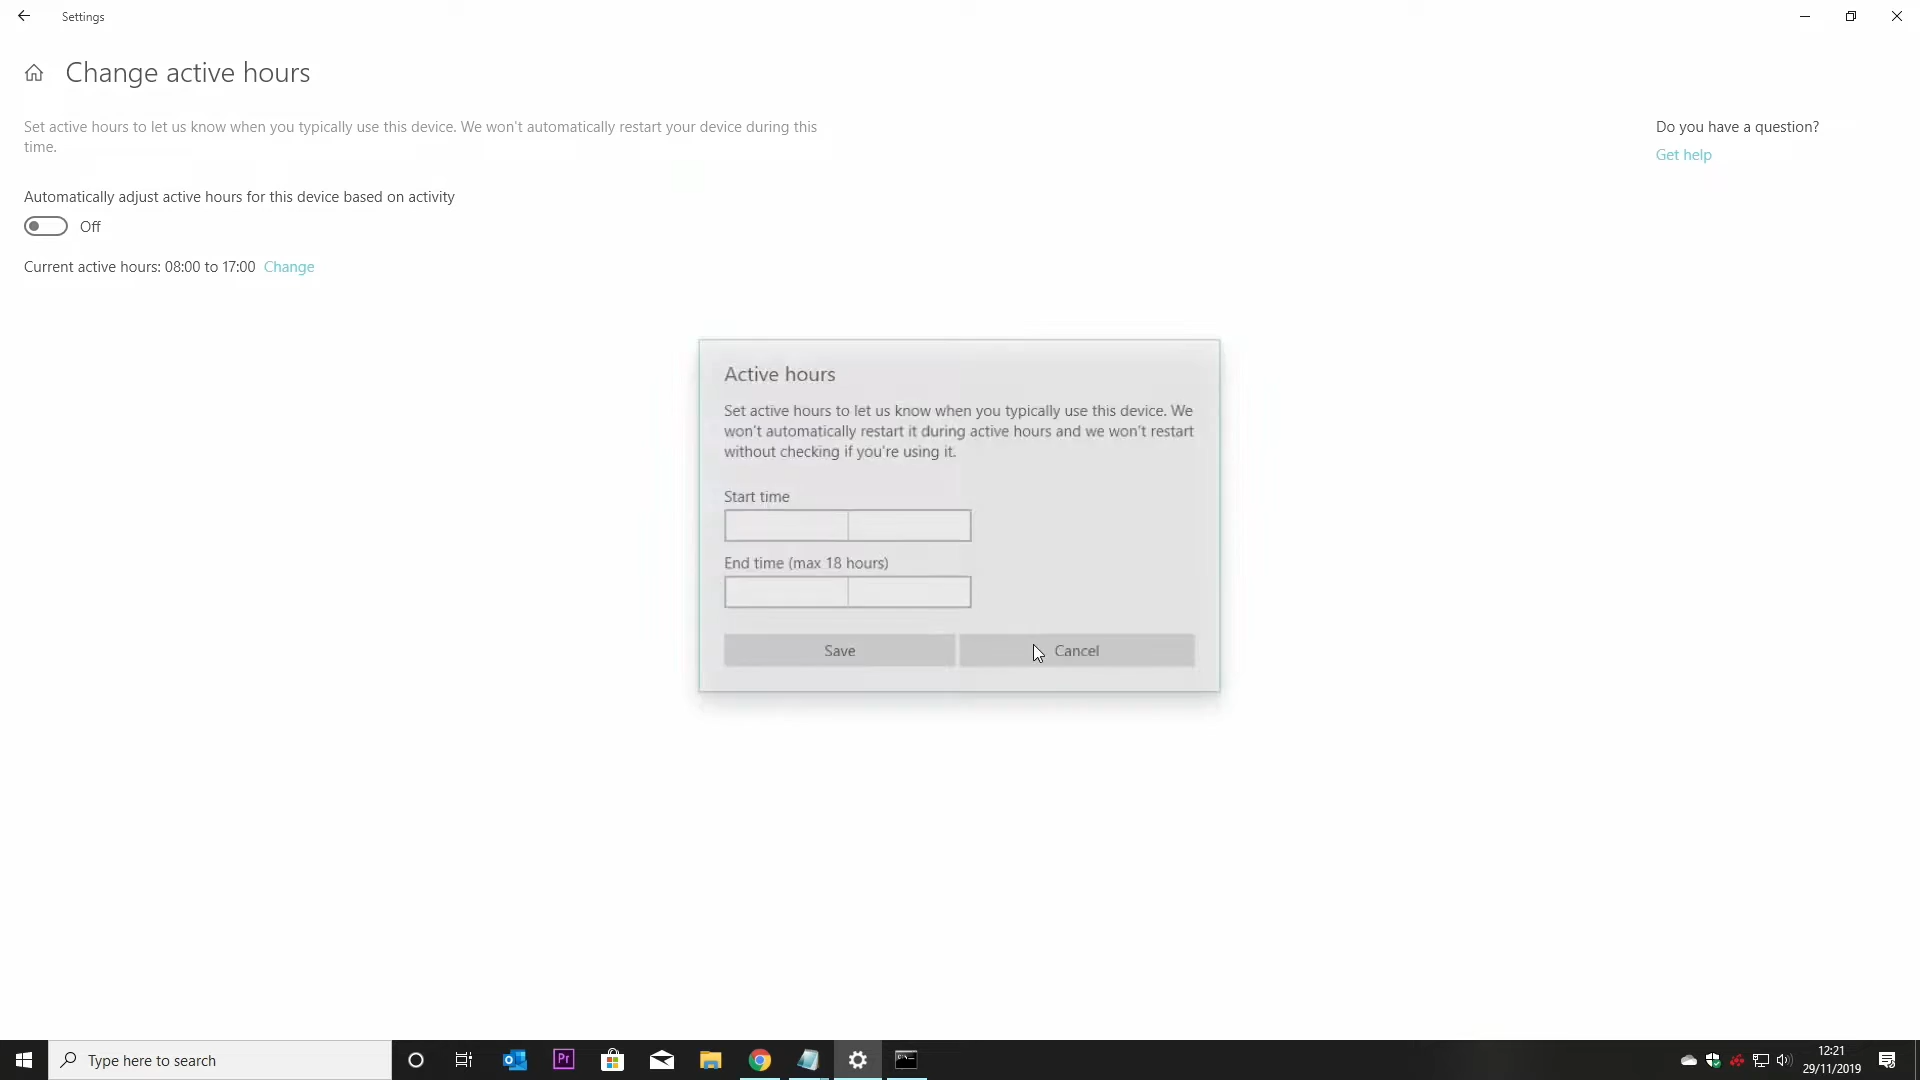 Settings
Change active hours
Set active hours to let us know when you typically use this device. We won't automatically restart your device during this
time.
Do you have a question?
Get help
Automatically adjust active hours for this device based on activity
Off
Current active hours: 08:00 to 17:00 Change
Active hours
Set active hours to let us know when you typically use this device. We
won't automatically restart it during active hours and we won't restart
without checking if you're using it.
Start time
End time (max 18 hours)
Save
Cancel
Type here to search
Pr
12:21
29/11/2019